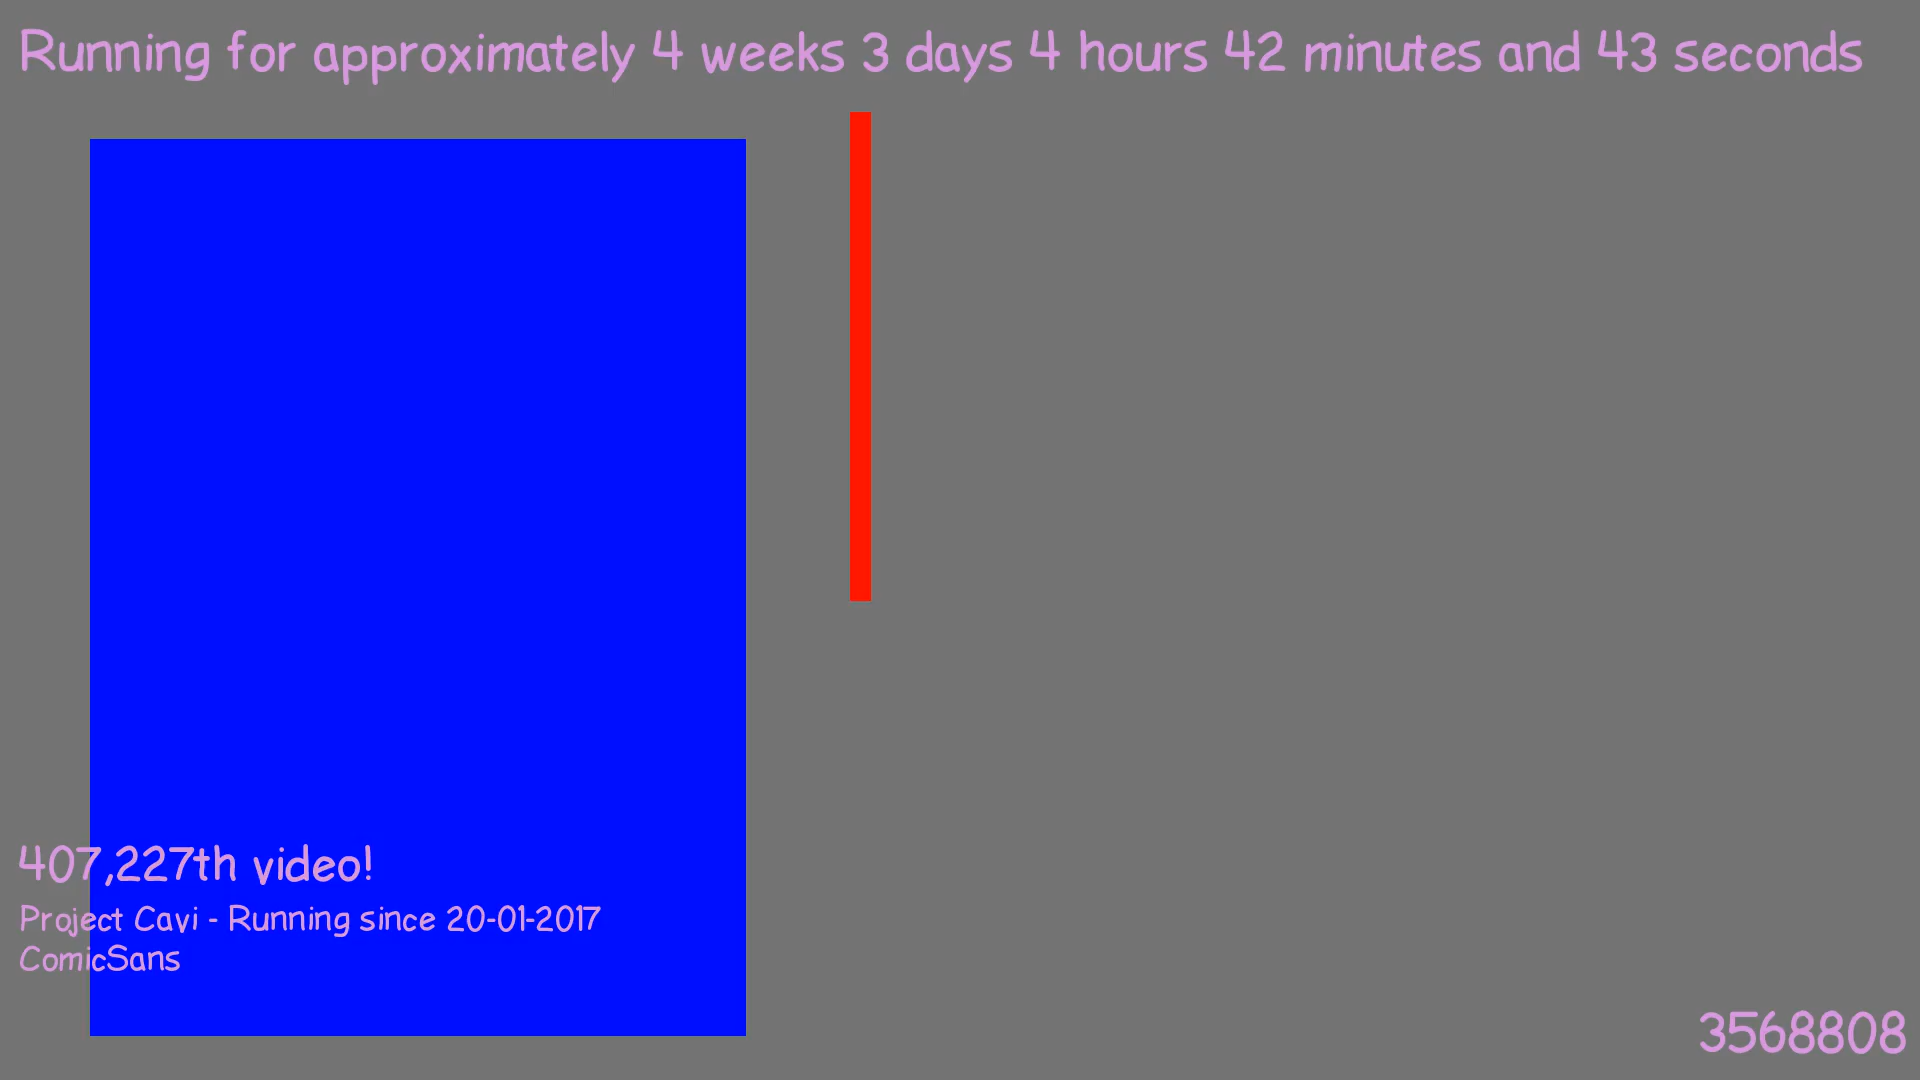 Running for approximately 4 weeks 3 days 4 hours 42 minutes and 43 seconds
407,227th video!
Project Cavi - Running since 20-01-2017
ComicSans
3568808